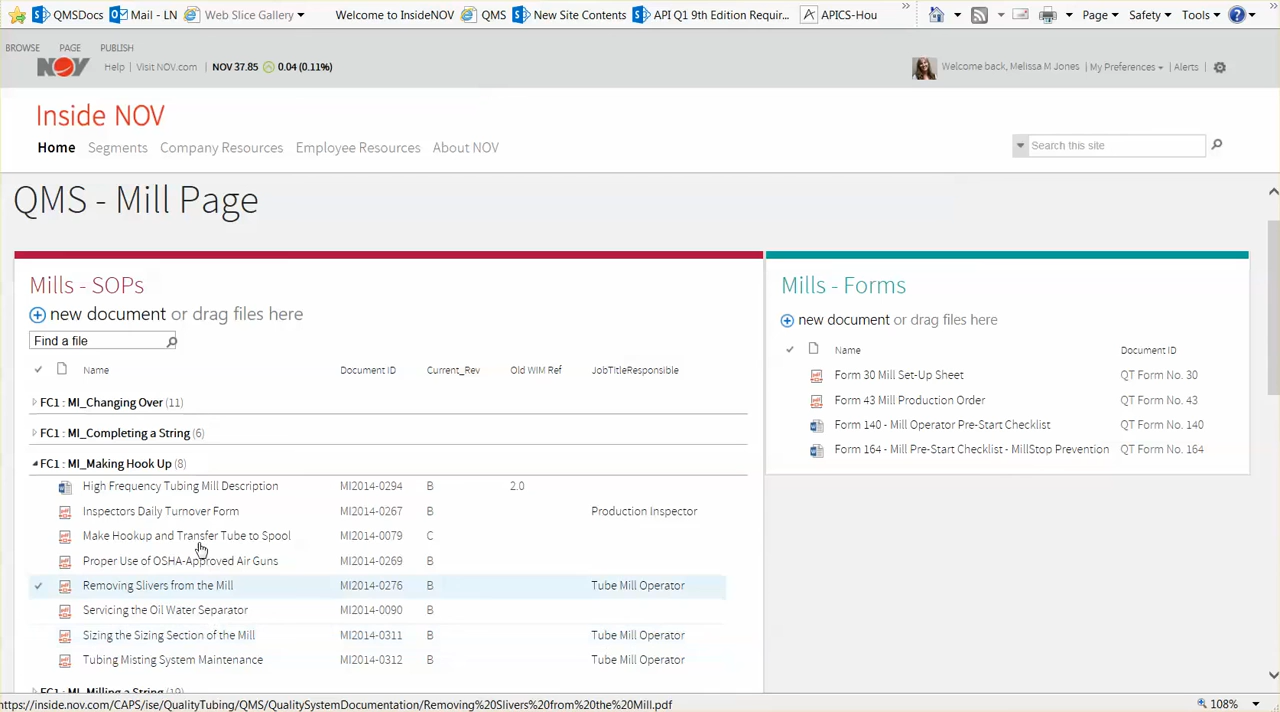 QMSDocs Mail - LN Web Slice Gallery Welcome to InsideNOV QMS New Site Contents API Q1 9th Edition Requir... APICS-Hou » Page Safety Tools ? »
BROWSE PAGE PUBLISH
NOV Help | Visit NOV.com | NOV 37.85 0.04 (0.11%) Welcome back, Melissa M Jones | My Preferences | Alerts |
Inside NOV
Home Segments Company Resources Employee Resources About NOV Search this site
QMS - Mill Page
Mills - SOPs
new document or drag files here
Find a file
Name Document ID Current_Rev Old WIM Ref JobTitleResponsible
FC1 : MI_Changing Over (11)
FC1 : MI_Completing a String (6)
FC1 : MI_Making Hook Up (8)
High Frequency Tubing Mill Description MI2014-0294 B 2.0
Inspectors Daily Turnover Form MI2014-0267 B Production Inspector
Make Hookup and Transfer Tube to Spool MI2014-0079 C
Proper Use of OSHA-Approved Air Guns MI2014-0269 B
Removing Slivers from the Mill MI2014-0276 B Tube Mill Operator
Servicing the Oil Water Separator MI2014-0090 B
Sizing the Sizing Section of the Mill MI2014-0311 B Tube Mill Operator
Tubing Misting System Maintenance MI2014-0312 B Tube Mill Operator
FC1 : MI_Milling a String (19)
Mills - Forms
new document or drag files here
Name Document ID
Form 30 Mill Set-Up Sheet QT Form No. 30
Form 43 Mill Production Order QT Form No. 43
Form 140 - Mill Operator Pre-Start Checklist QT Form No. 140
Form 164 - Mill Pre-Start Checklist - MillStop Prevention QT Form No. 164
https://inside.nov.com/CAPS/ise/QualityTubing/QMS/QualitySystemDocumentation/Removing%20Slivers%20from%20the%20Mill.pdf 108%